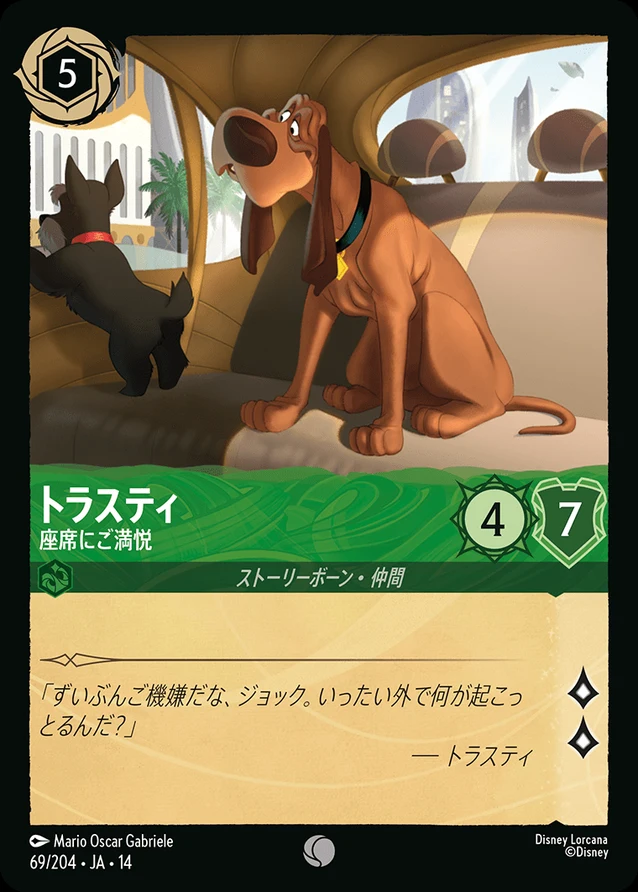 5
トラスティ
座席にご満悦
4
7
ストーリーボーン・仲間
「ずいぶんご機嫌だな、ジョック。いったい外で何が起こっ
とるんだ?」
— トラスティ
Mario Oscar Gabriele
69/204 • JA • 14
Disney Lorcana
©Disney